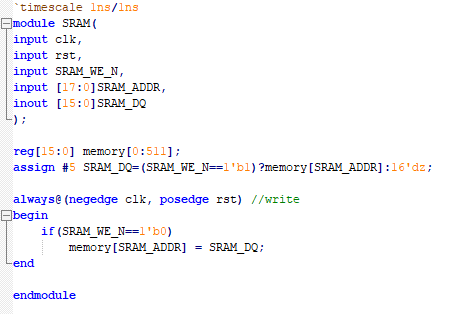 `timescale 1ns/1ns
module SRAM(
input clk,
input rst,
input SRAM_WE_N,
input [17:0]SRAM_ADDR,
inout [15:0]SRAM_DQ
);
reg[15:0] memory[0:511];
assign #5 SRAM_DQ=(SRAM_WE_N==1'b1)?memory[SRAM_ADDR]:16'dz;
always@(negedge clk, posedge rst) //write
begin
if(SRAM_WE_N==1'b0)
memory[SRAM_ADDR] = SRAM_DQ;
end
endmodule